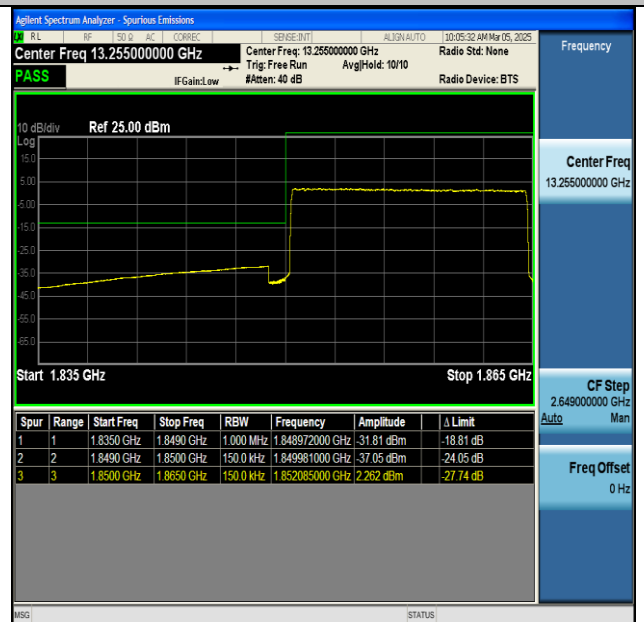 Agilent Spectrum Analyzer - Spurious Emissions
RL RF 50 Ω AC CORREC SENSE:INT ALIGN AUTO 10:05:32 AM Mar 05, 2025
Center Freq 13.255000000 GHz
Center Freq: 13.255000000 GHz
Radio Std: None
Trig: Free Run Avg|Hold: 10/10
PASS
IFGain:Low
#Atten: 40 dB
Radio Device: BTS
Frequency
10 dB/div Ref 25.00 dBm
Log
15.0
5.00
-5.00
-15.0
-25.0
-35.0
-45.0
-55.0
-65.0
Start 1.835 GHz Stop 1.865 GHz
Center Freq
13.255000000 GHz
CF Step
2.649000000 GHz
Auto Man
Freq Offset
0 Hz
Spur Range Start Freq Stop Freq RBW Frequency Amplitude Δ Limit
1 1 1.8350 GHz 1.8490 GHz 1.000 MHz 1.848972000 GHz -31.81 dBm -18.81 dB
2 2 1.8490 GHz 1.8500 GHz 150.0 kHz 1.849981000 GHz -37.05 dBm -24.05 dB
3 3 1.8500 GHz 1.8650 GHz 150.0 kHz 1.852085000 GHz 2.262 dBm -27.74 dB
MSG STATUS